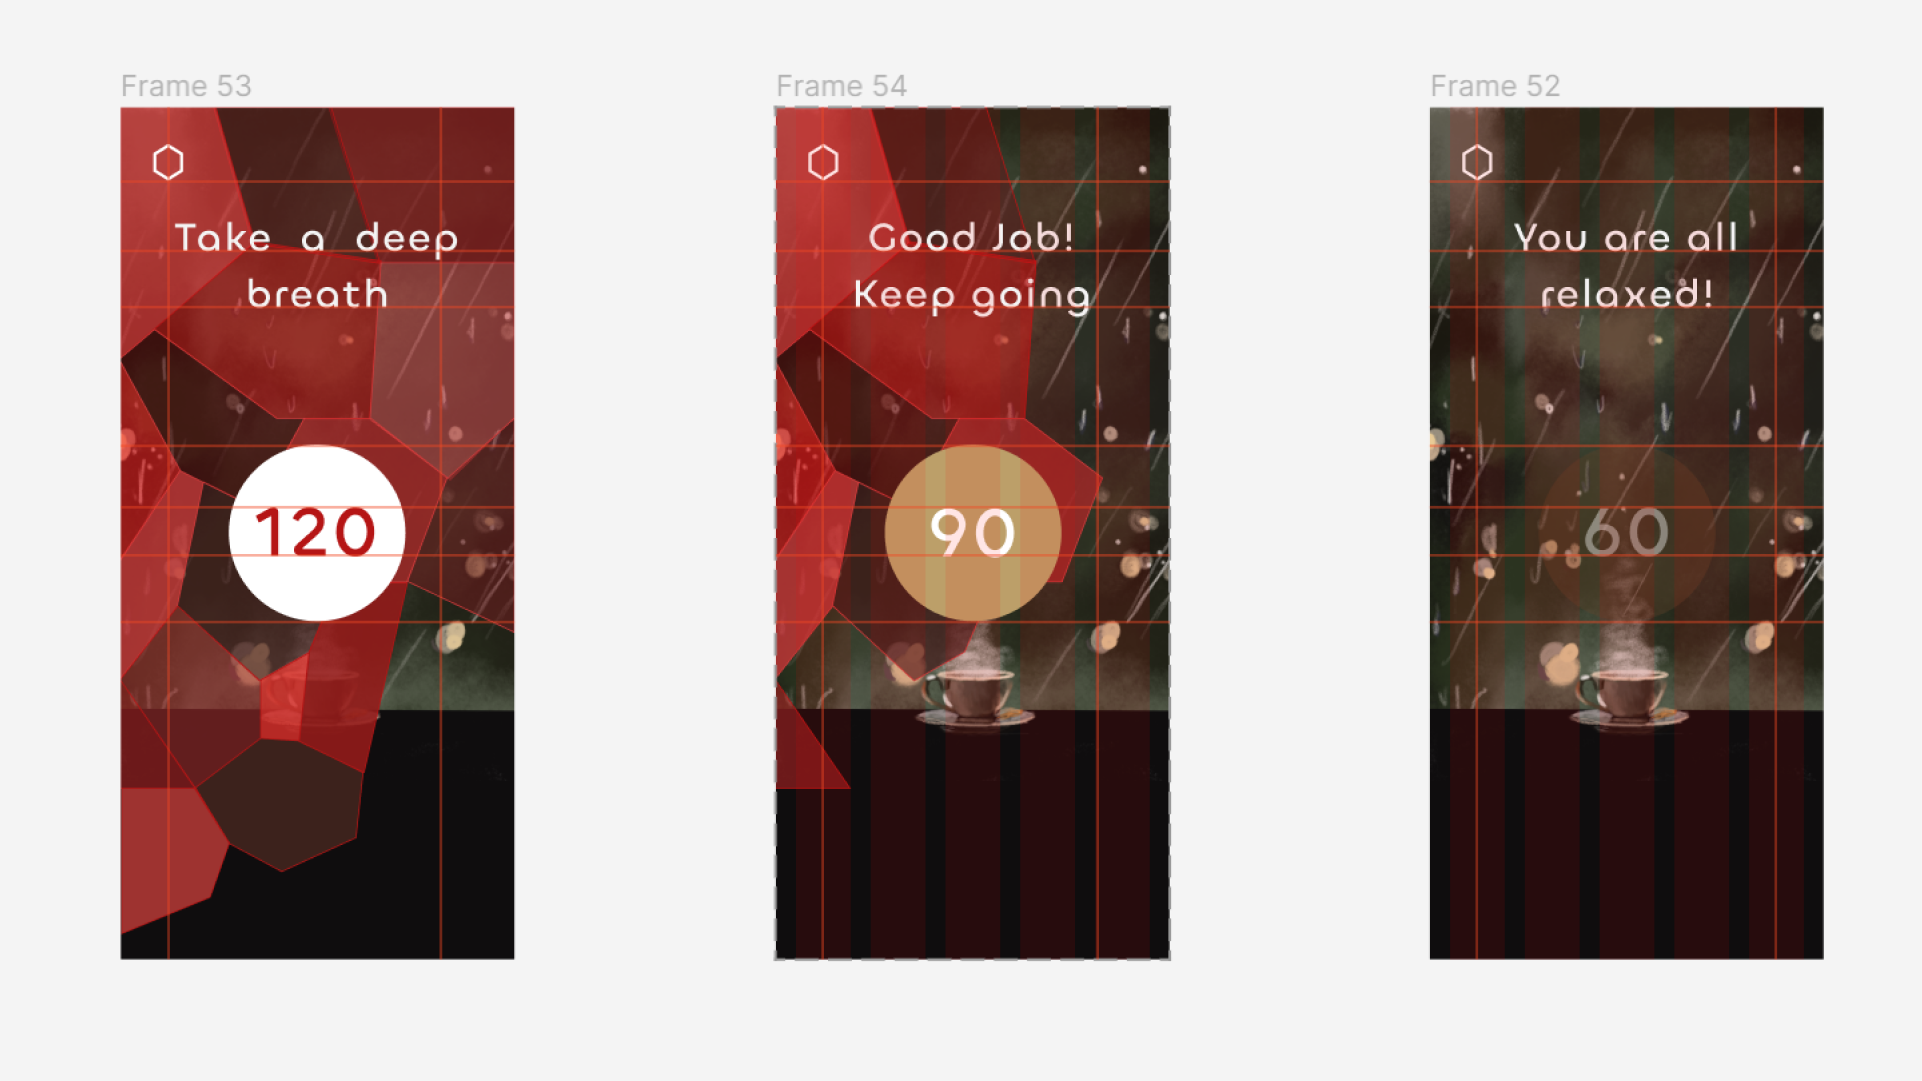 Frame 53
Take a deep
breath
120
Frame 54
Good Job!
Keep going
90
Frame 52
You are all
relaxed!
60